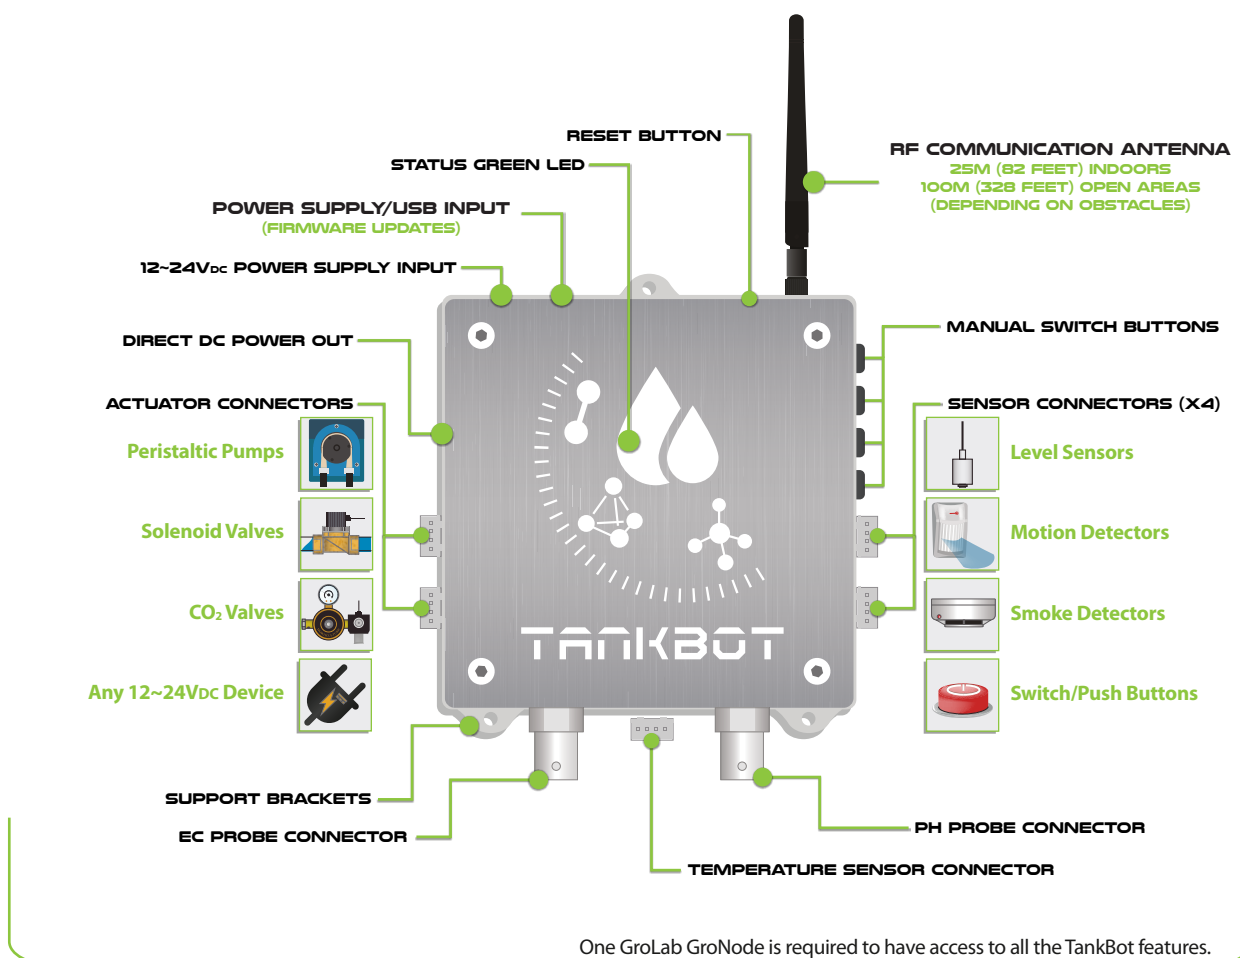 RESET BUTTON
STATUS GREEN LED
RF COMMUNICATION ANTENNA
25M (82 FEET) INDOORS
100M (328 FEET) OPEN AREAS
(DEPENDING ON OBSTACLES)
POWER SUPPLY/USB INPUT
(FIRMWARE UPDATES)
12~24VDC POWER SUPPLY INPUT
DIRECT DC POWER OUT
MANUAL SWITCH BUTTONS
ACTUATOR CONNECTORS
SENSOR CONNECTORS (X4)
Peristaltic Pumps
Level Sensors
Solenoid Valves
Motion Detectors
CO2 Valves
Smoke Detectors
TANKBOT
Any 12~24VDC Device
Switch/Push Buttons
SUPPORT BRACKETS
EC PROBE CONNECTOR
PH PROBE CONNECTOR
TEMPERATURE SENSOR CONNECTOR
One GroLab GroNode is required to have access to all the TankBot features.